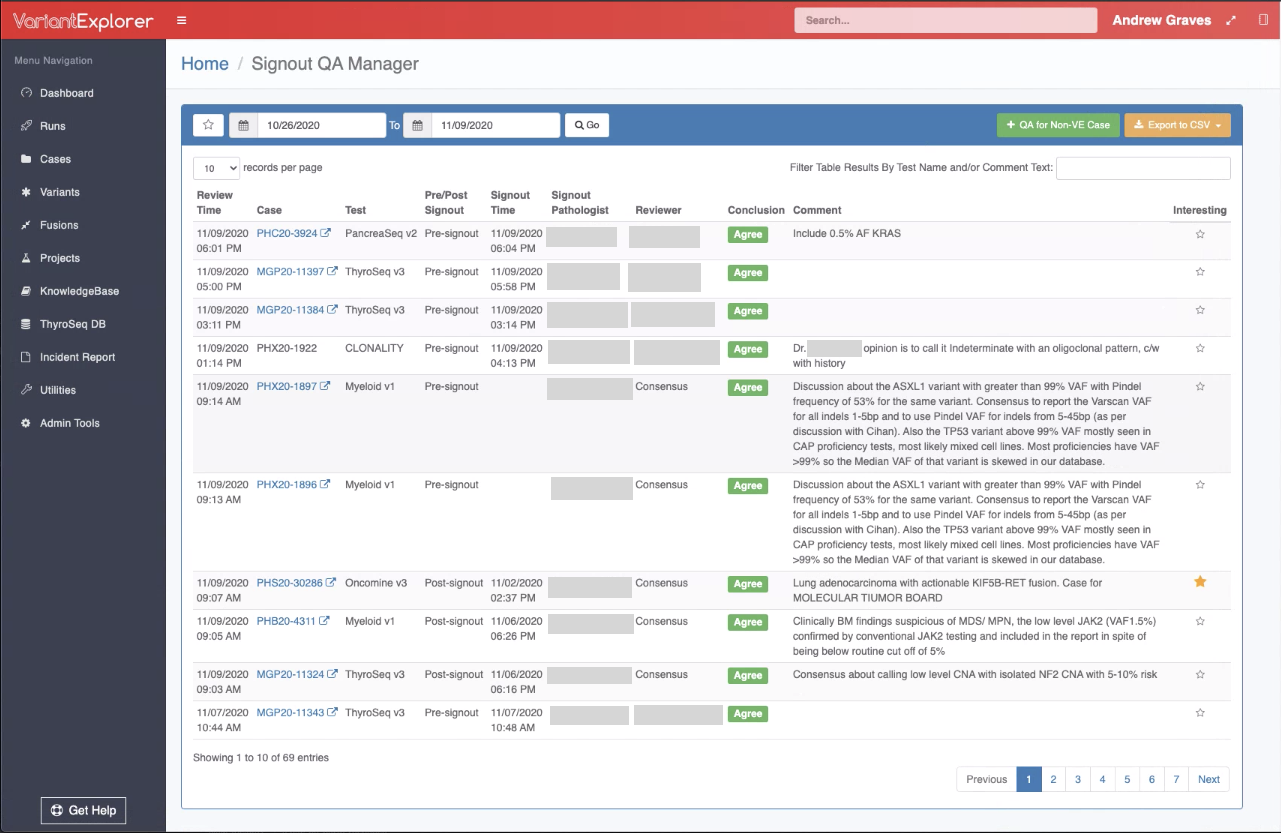 VariantExplorer
Search...
Andrew Graves
Menu Navigation
Dashboard
Runs
Cases
Variants
Fusions
Projects
KnowledgeBase
ThyroSeq DB
Incident Report
Utilities
Admin Tools
Get Help
Home / Signout QA Manager
10/26/2020 To 11/09/2020 Go
+ QA for Non-VE Case
Export to CSV
10 records per page
Filter Table Results By Test Name and/or Comment Text:
Review Time Case Test Pre/Post Signout Signout Time Signout Pathologist Reviewer Conclusion Comment Interesting
11/09/2020 PHC20-3924 PancreaSeq v2 Pre-signout 11/09/2020 Agree Include 0.5% AF KRAS
06:01 PM 06:04 PM
11/09/2020 MGP20-11397 ThyroSeq v3 Pre-signout 11/09/2020 Agree
05:00 PM 05:58 PM
11/09/2020 MGP20-11384 ThyroSeq v3 Pre-signout 11/09/2020 Agree
03:11 PM 03:14 PM
11/09/2020 PHX20-1922 CLONALITY Pre-signout 11/09/2020 Agree Dr. opinion is to call it Indeterminate with an oligoclonal pattern, c/w
01:14 PM 04:13 PM with history
11/09/2020 PHX20-1897 Myeloid v1 Pre-signout Consensus Agree Discussion about the ASXL1 variant with greater than 99% VAF with Pindel
09:14 AM frequency of 53% for the same variant. Consensus to report the Varscan VAF
for all indels 1-5bp and to use Pindel VAF for indels from 5-45bp (as per
discussion with Cihan). Also the TP53 variant above 99% VAF mostly seen in
CAP proficiency tests, most likely mixed cell lines. Most proficiencies have VAF
>99% so the Median VAF of that variant is skewed in our database.
11/09/2020 PHX20-1896 Myeloid v1 Pre-signout Consensus Agree Discussion about the ASXL1 variant with greater than 99% VAF with Pindel
09:13 AM frequency of 53% for the same variant. Consensus to report the Varscan VAF
for all indels 1-5bp and to use Pindel VAF for indels from 5-45bp (as per
discussion with Cihan). Also the TP53 variant above 99% VAF mostly seen in
CAP proficiency tests, most likely mixed cell lines. Most proficiencies have VAF
>99% so the Median VAF of that variant is skewed in our database.
11/09/2020 PHS20-30286 Oncomine v3 Post-signout 11/02/2020 Consensus Agree Lung adenocarcinoma with actionable KIF5B-RET fusion. Case for
09:07 AM 02:37 PM MOLECULAR TIUMOR BOARD
11/09/2020 PHB20-4311 Myeloid v1 Post-signout 11/06/2020 Consensus Agree Clinically BM findings suspicious of MDS/ MPN, the low level JAK2 (VAF1.5%)
09:05 AM 06:26 PM confirmed by conventional JAK2 testing and included in the report in spite of
being below routine cut off of 5%
11/09/2020 MGP20-11324 ThyroSeq v3 Post-signout 11/06/2020 Consensus Agree Consensus about calling low level CNA with isolated NF2 CNA with 5-10% risk
09:03 AM 06:16 PM
11/07/2020 MGP20-11343 ThyroSeq v3 Pre-signout 11/07/2020 Agree
10:44 AM 10:48 AM
Showing 1 to 10 of 69 entries
Previous 1 2 3 4 5 6 7 Next